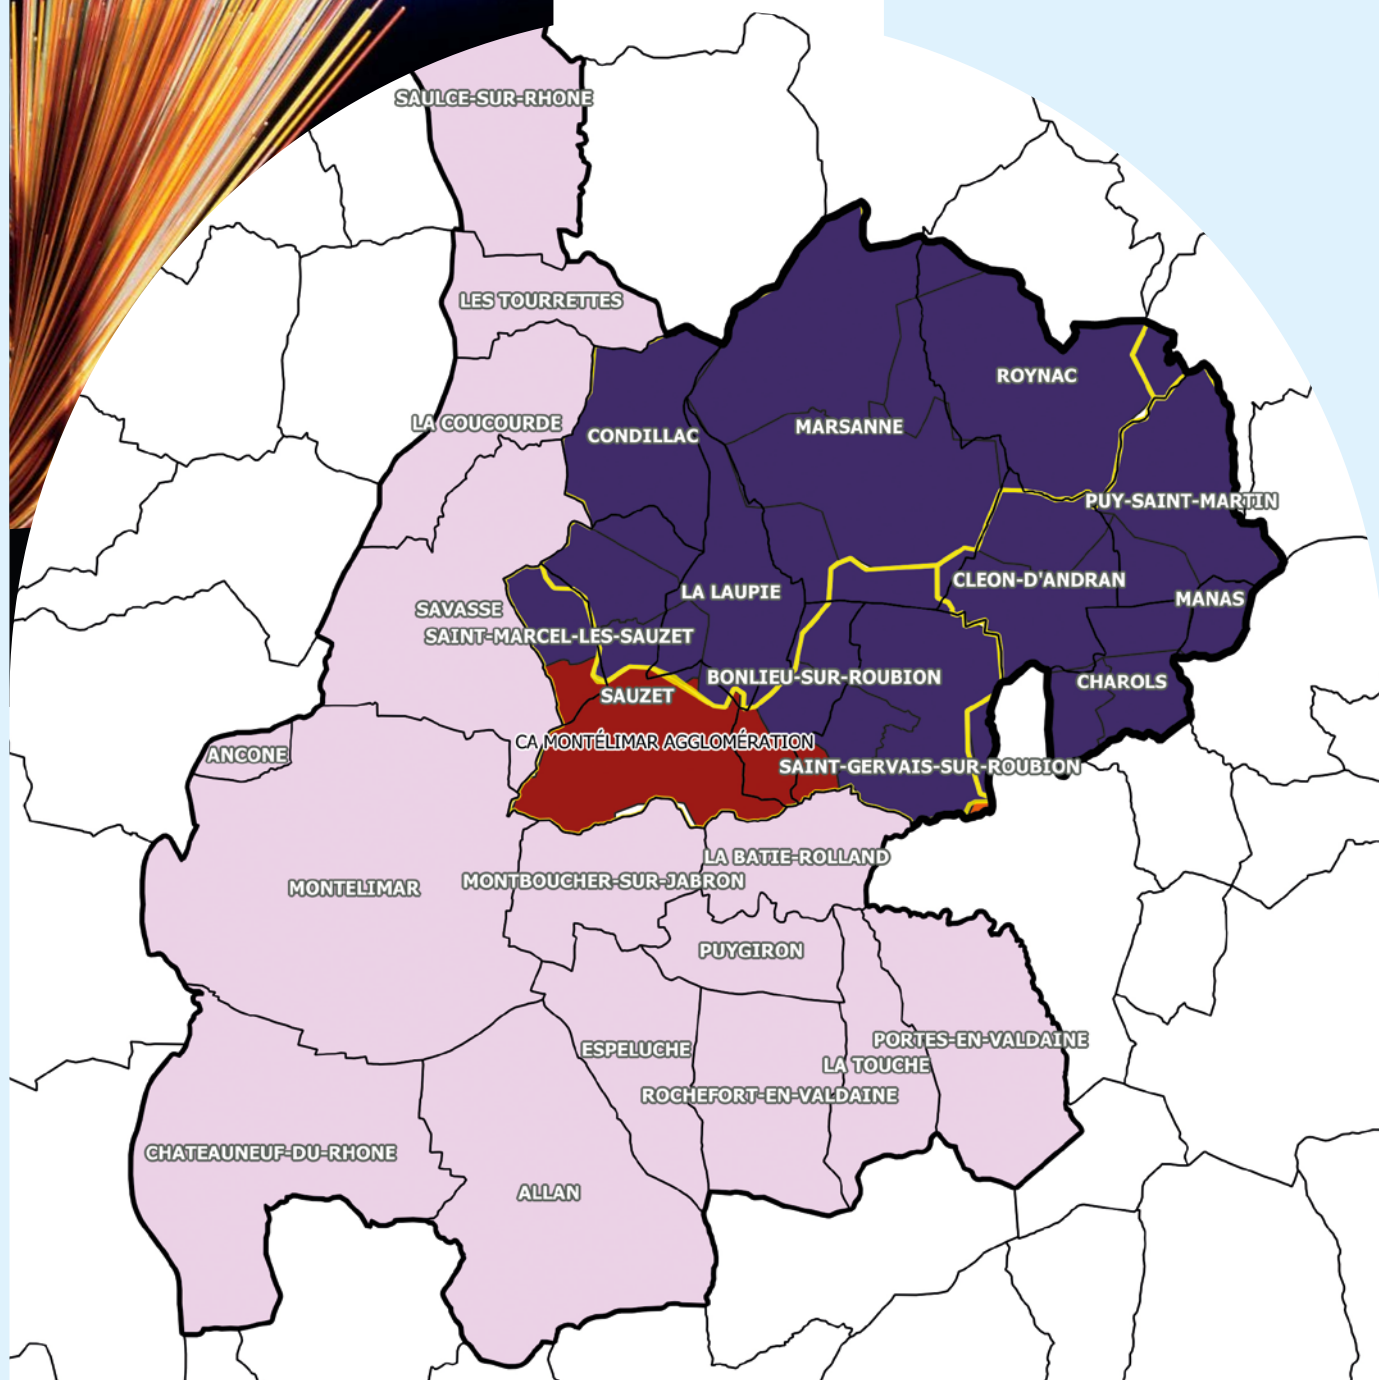 SAULCE-SUR-RHONE
LES TOURRETTES
ROYNAC
LA COUCOURDE
MARSANNE
CONDILLAC
PUY-SAINT-MARTIN
CLEON-D'ANDRAN
LA LAUPIE
MANAS
SAVASSE
SAINT-MARCEL-LES-SAUZET
BONLIEU-SUR-ROUBION
CHAROLS
SAUZET
CA MONTÉLIMAR AGGLOMÉRATION
ANCONE
SAINT-GERVAIS-SUR-ROUBION
LA BATIE-ROLLAND
MONTBOUCHER-SUR-JABRON
MONTELIMAR
PUYGIRON
PORTES-EN-VALDAINE
ESPELUCHE
LA TOUCHE
ROCHEFORT-EN-VALDAINE
CHATEAUNEUF-DU-RHONE
ALLAN